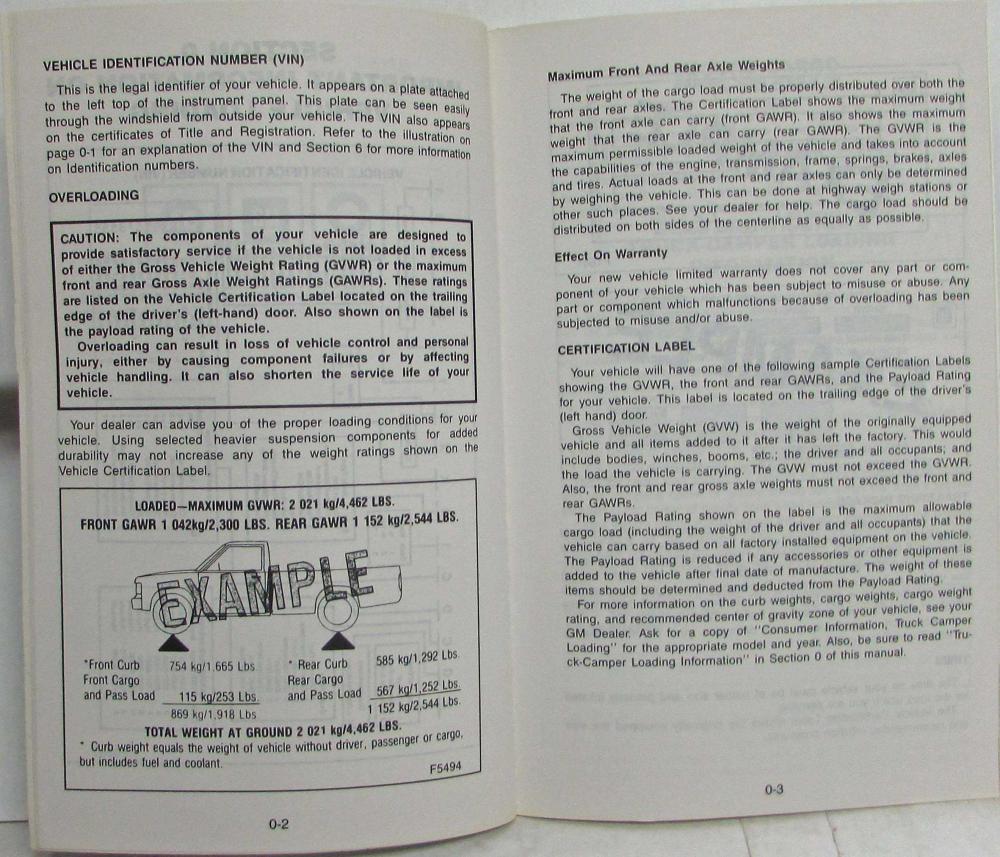 VEHICLE IDENTIFICATION NUMBER (VIN)
This is the legal identifier of your vehicle. It appears on a plate attached
to the left top of the instrument panel. This plate can be seen easily
through the windshield from outside your vehicle. The VIN also appears
on the certificates of Title and Registration. Refer to the illustration on
page 0-1 for an explanation of the VIN and Section 6 for more information
on Identification numbers.
OVERLOADING
CAUTION: The components of your vehicle are designed to
provide satisfactory service if the vehicle is not loaded in excess
of either the Gross Vehicle Weight Rating (GVWR) or the maximum
front and rear Gross Axle Weight Ratings (GAWRs). These ratings
are listed on the Vehicle Certification Label located on the trailing
edge of the driver's (left-hand) door. Also shown on the label is
the payload rating of the vehicle.
Overloading can result in loss of vehicle control and personal
injury, either by causing component failures or by affecting
vehicle handling. It can also shorten the service life of your
vehicle.
Your dealer can advise you of the proper loading conditions for your
vehicle. Using selected heavier suspension components for added
durability may not increase any of the weight ratings shown on the
Vehicle Certification Label.
LOADED—MAXIMUM GVWR: 2 021 kg/4,462 LBS.
FRONT GAWR 1 042kg/2,300 LBS. REAR GAWR 1 152 kg/2,544 LBS.
EXAMPLE
*Front Curb 754 kg/1,665 Lbs * Rear Curb 585 kg/1,292 Lbs.
Front Cargo Rear Cargo
and Pass Load 115 kg/253 Lbs. and Pass Load 567 kg/1,252 Lbs.
869 kg/1,918 Lbs 1 152 kg/2,544 Lbs.
TOTAL WEIGHT AT GROUND 2 021 kg/4,462 LBS.
* Curb weight equals the weight of vehicle without driver, passenger or cargo,
but includes fuel and coolant.
F5494
0-2
Maximum Front And Rear Axle Weights
The weight of the cargo load must be properly distributed over both the
front and rear axles. The Certification Label shows the maximum weight
that the front axle can carry (front GAWR). It also shows the maximum
weight that the rear axle can carry (rear GAWR). The GVWR is the
maximum permissible loaded weight of the vehicle and takes into account
the capabilities of the engine, transmission, frame, springs, brakes, axles
and tires. Actual loads at the front and rear axles can only be determined
by weighing the vehicle. This can be done at highway weigh stations or
other such places. See your dealer for help. The cargo load should be
distributed on both sides of the centerline as equally as possible.
Effect On Warranty
Your new vehicle limited warranty does not cover any part or com-
ponent of your vehicle which has been subject to misuse or abuse. Any
part or component which malfunctions because of overloading has been
subjected to misuse and/or abuse.
CERTIFICATION LABEL
Your vehicle will have one of the following sample Certification Labels
showing the GVWR, the front and rear GAWRs, and the Payload Rating
for your vehicle. This label is located on the trailing edge of the driver's
(left hand) door.
Gross Vehicle Weight (GVW) is the weight of the originally equipped
vehicle and all items added to it after it has left the factory. This would
include bodies, winches, booms, etc.; the driver and all occupants; and
the load the vehicle is carrying. The GVW must not exceed the GVWR.
Also, the front and rear gross axle weights must not exceed the front and
rear GAWRs.
The Payload Rating shown on the label is the maximum allowable
cargo load (including the weight of the driver and all occupants) that the
vehicle can carry based on all factory installed equipment on the vehicle.
The Payload Rating is reduced if any accessories or other equipment is
added to the vehicle after final date of manufacture. The weight of these
items should be determined and deducted from the Payload Rating.
For more information on the curb weights, cargo weights, cargo weight
rating, and recommended center of gravity zone of your vehicle, see your
GM Dealer. Ask for a copy of "Consumer Information, Truck Camper
Loading" for the appropriate model and year. Also, be sure to read "Tru-
ck-Camper Loading Information" in Section 0 of this manual.
0-3